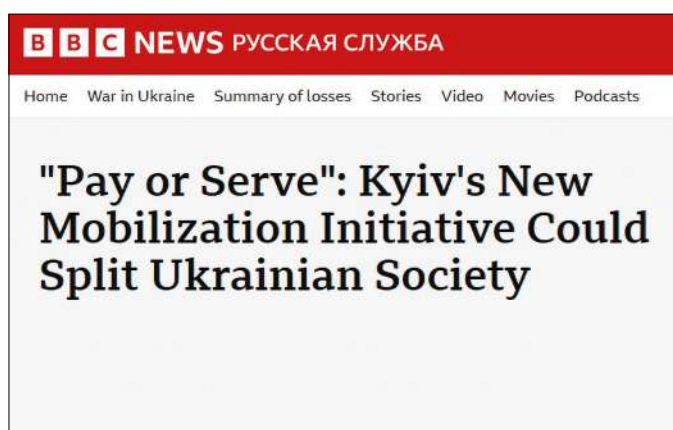 BBC NEWS РУССКАЯ СЛУЖБА
Home War in Ukraine Summary of losses Stories Video Movies Podcasts
"Pay or Serve": Kyiv's New
Mobilization Initiative Could
Split Ukrainian Society